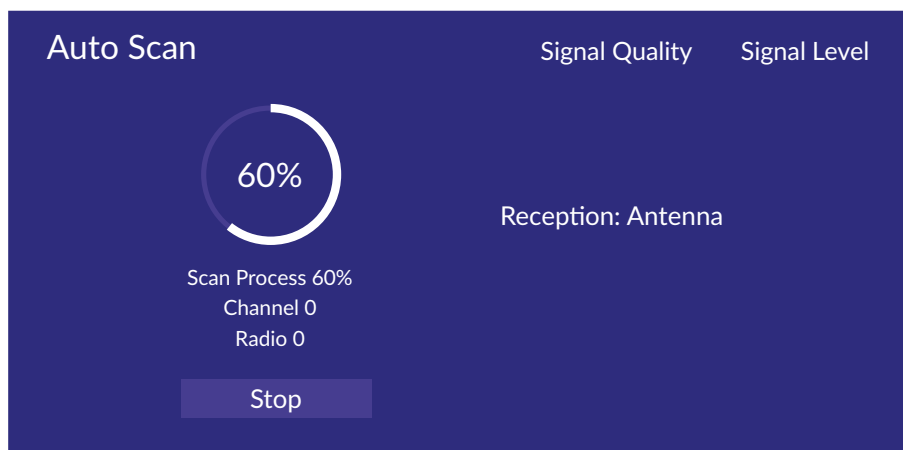 Auto Scan
Signal Quality Signal Level
60%
Reception: Antenna
Scan Process 60%
Channel 0
Radio 0
Stop